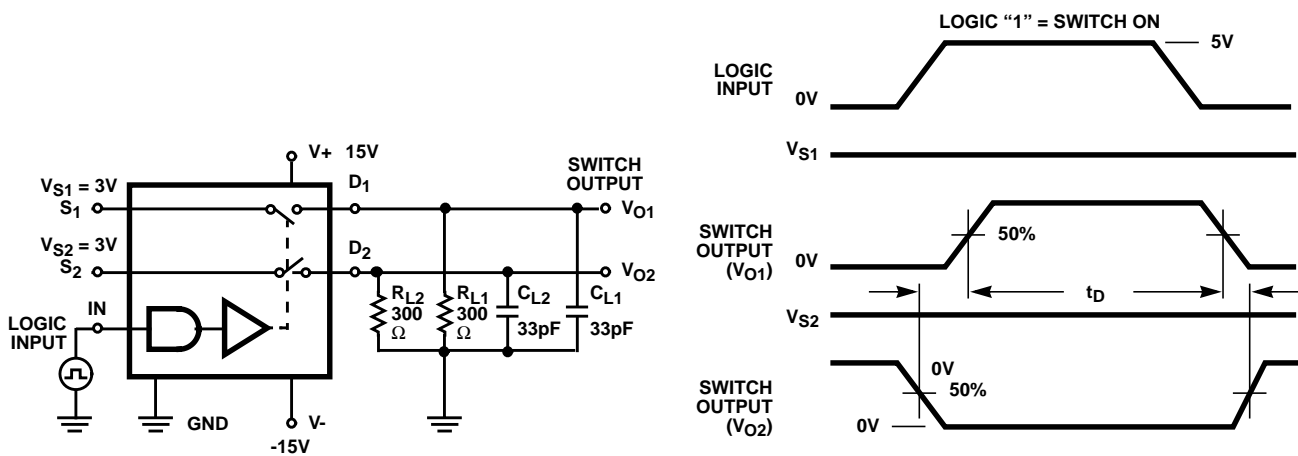 V+ 15V
VS1 = 3V
S1
D1
SWITCH
OUTPUT
VO1
VS2 = 3V
S2
D2
VO2
IN
LOGIC
INPUT
RL2
300
Ω
RL1
300
Ω
CL2
33pF
CL1
33pF
GND
V-
-15V
LOGIC “1” = SWITCH ON
LOGIC
INPUT
5V
0V
VS1
SWITCH
OUTPUT
(VO1)
50%
0V
tD
VS2
0V
SWITCH
OUTPUT
(VO2)
50%
0V